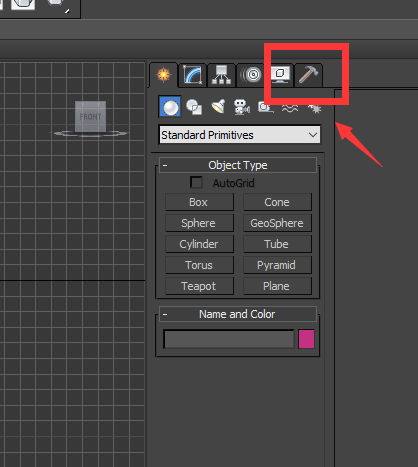 FRONT
Standard Primitives
- Object Type
AutoGrid
Box Cone
Sphere GeoSphere
Cylinder Tube
Torus Pyramid
Teapot Plane
- Name and Color